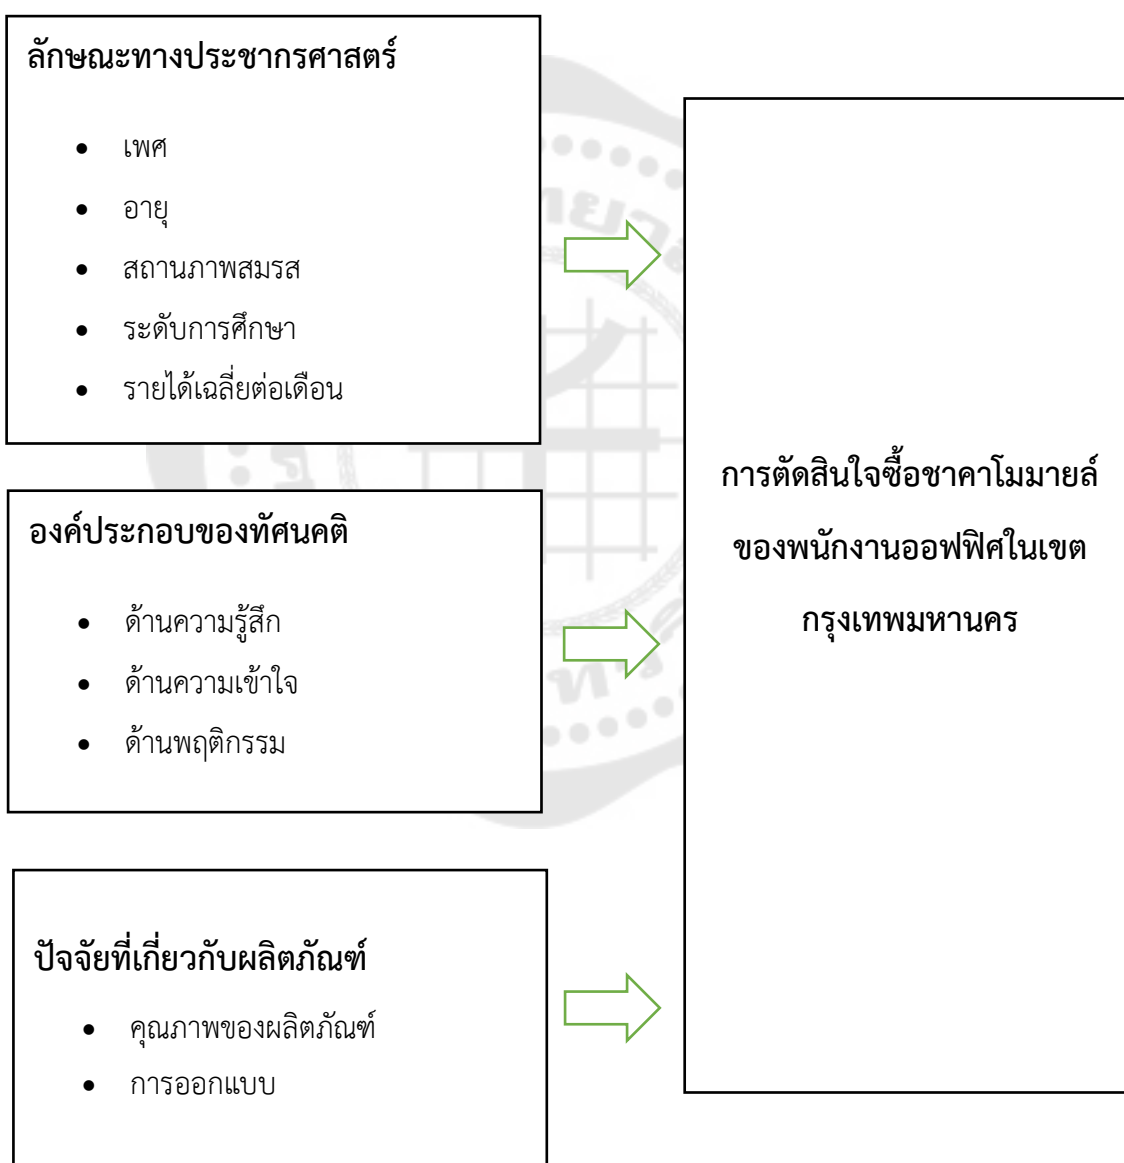 ลักษณะทางประชากรศาสตร์
• เพศ
• อายุ
• สถานภาพสมรส
• ระดับการศึกษา
• รายได้เฉลี่ยต่อเดือน
องค์ประกอบของทัศนคติ
• ด้านความรู้สึก
• ด้านความเข้าใจ
• ด้านพฤติกรรม
ปัจจัยที่เกี่ยวกับผลิตภัณฑ์
• คุณภาพของผลิตภัณฑ์
• การออกแบบ
การตัดสินใจซื้อชาคาโมมายล์
ของพนักงานออฟฟิศในเขต
กรุงเทพมหานคร